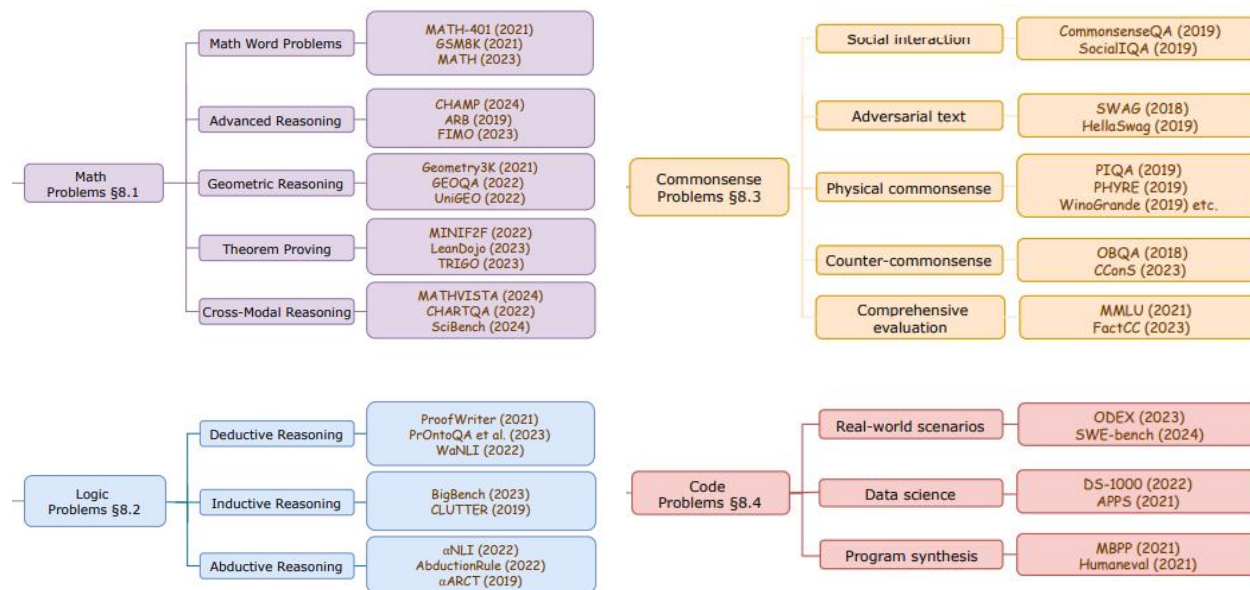 Math
Problems §8.1
Math Word Problems
MATH-401 (2021)
GSM8K (2021)
MATH (2023)
Advanced Reasoning
CHAMP (2024)
ARB (2019)
FIMO (2023)
Geometric Reasoning
Geometry3K (2021)
GEOQA (2022)
UniGEO (2022)
Theorem Proving
MINIF2F (2022)
LeanDojo (2023)
TRIGO (2023)
Cross-Modal Reasoning
MATHVISTA (2024)
CHARTQA (2022)
SciBench (2024)
Commonsense
Problems §8.3
Social interaction
CommonsenseQA (2019)
SocialIQA (2019)
Adversarial text
SWAG (2018)
HellaSwag (2019)
Physical commonsense
PIQA (2019)
PHYRE (2019)
WinoGrande (2019) etc.
Counter-commonsense
OBQA (2018)
CConS (2023)
Comprehensive
evaluation
MMLU (2021)
FactCC (2023)
Logic
Problems §8.2
Deductive Reasoning
ProofWriter (2021)
PrOntoQA et al. (2023)
WaNLI (2022)
Inductive Reasoning
BigBench (2023)
CLUTTER (2019)
Abductive Reasoning
αNLI (2022)
AbductionRule (2022)
αARCT (2019)
Code
Problems §8.4
Real-world scenarios
ODEX (2023)
SWE-bench (2024)
Data science
DS-1000 (2022)
APPS (2021)
Program synthesis
MBPP (2021)
Humaneval (2021)